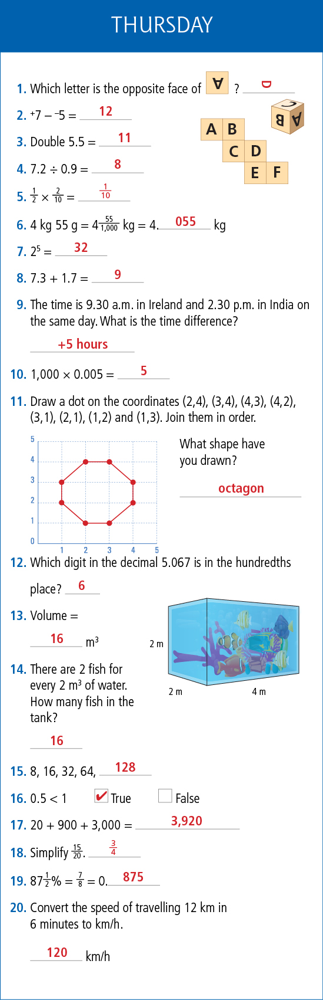 THURSDAY
1. Which letter is the opposite face of A ? D
C
B A
A B
C D
E F
2. ⁺7 – ⁻5 = 12
3. Double 5.5 = 11
4. 7.2 ÷ 0.9 = 8
5. 1/2 × 2/10 = 1/10
6. 4 kg 55 g = 4 55/1,000 kg = 4.055 kg
7. 2⁵ = 32
8. 7.3 + 1.7 = 9
9. The time is 9.30 a.m. in Ireland and 2.30 p.m. in India on
the same day. What is the time difference?
+5 hours
10. 1,000 × 0.005 = 5
11. Draw a dot on the coordinates (2,4), (3,4), (4,3), (4,2),
(3,1), (2,1), (1,2) and (1,3). Join them in order.
5
4
3
2
1
0
1 2 3 4 5
What shape have
you drawn?
octagon
12. Which digit in the decimal 5.067 is in the hundredths
place? 6
13. Volume =
16 m³
2 m
2 m
4 m
14. There are 2 fish for
every 2 m³ of water.
How many fish in the
tank?
16
15. 8, 16, 32, 64, 128
16. 0.5 < 1 ✔ True False
17. 20 + 900 + 3,000 = 3,920
18. Simplify 15/20. 3/4
19. 87 1/2% = 7/8 = 0.875
20. Convert the speed of travelling 12 km in
6 minutes to km/h.
120 km/h